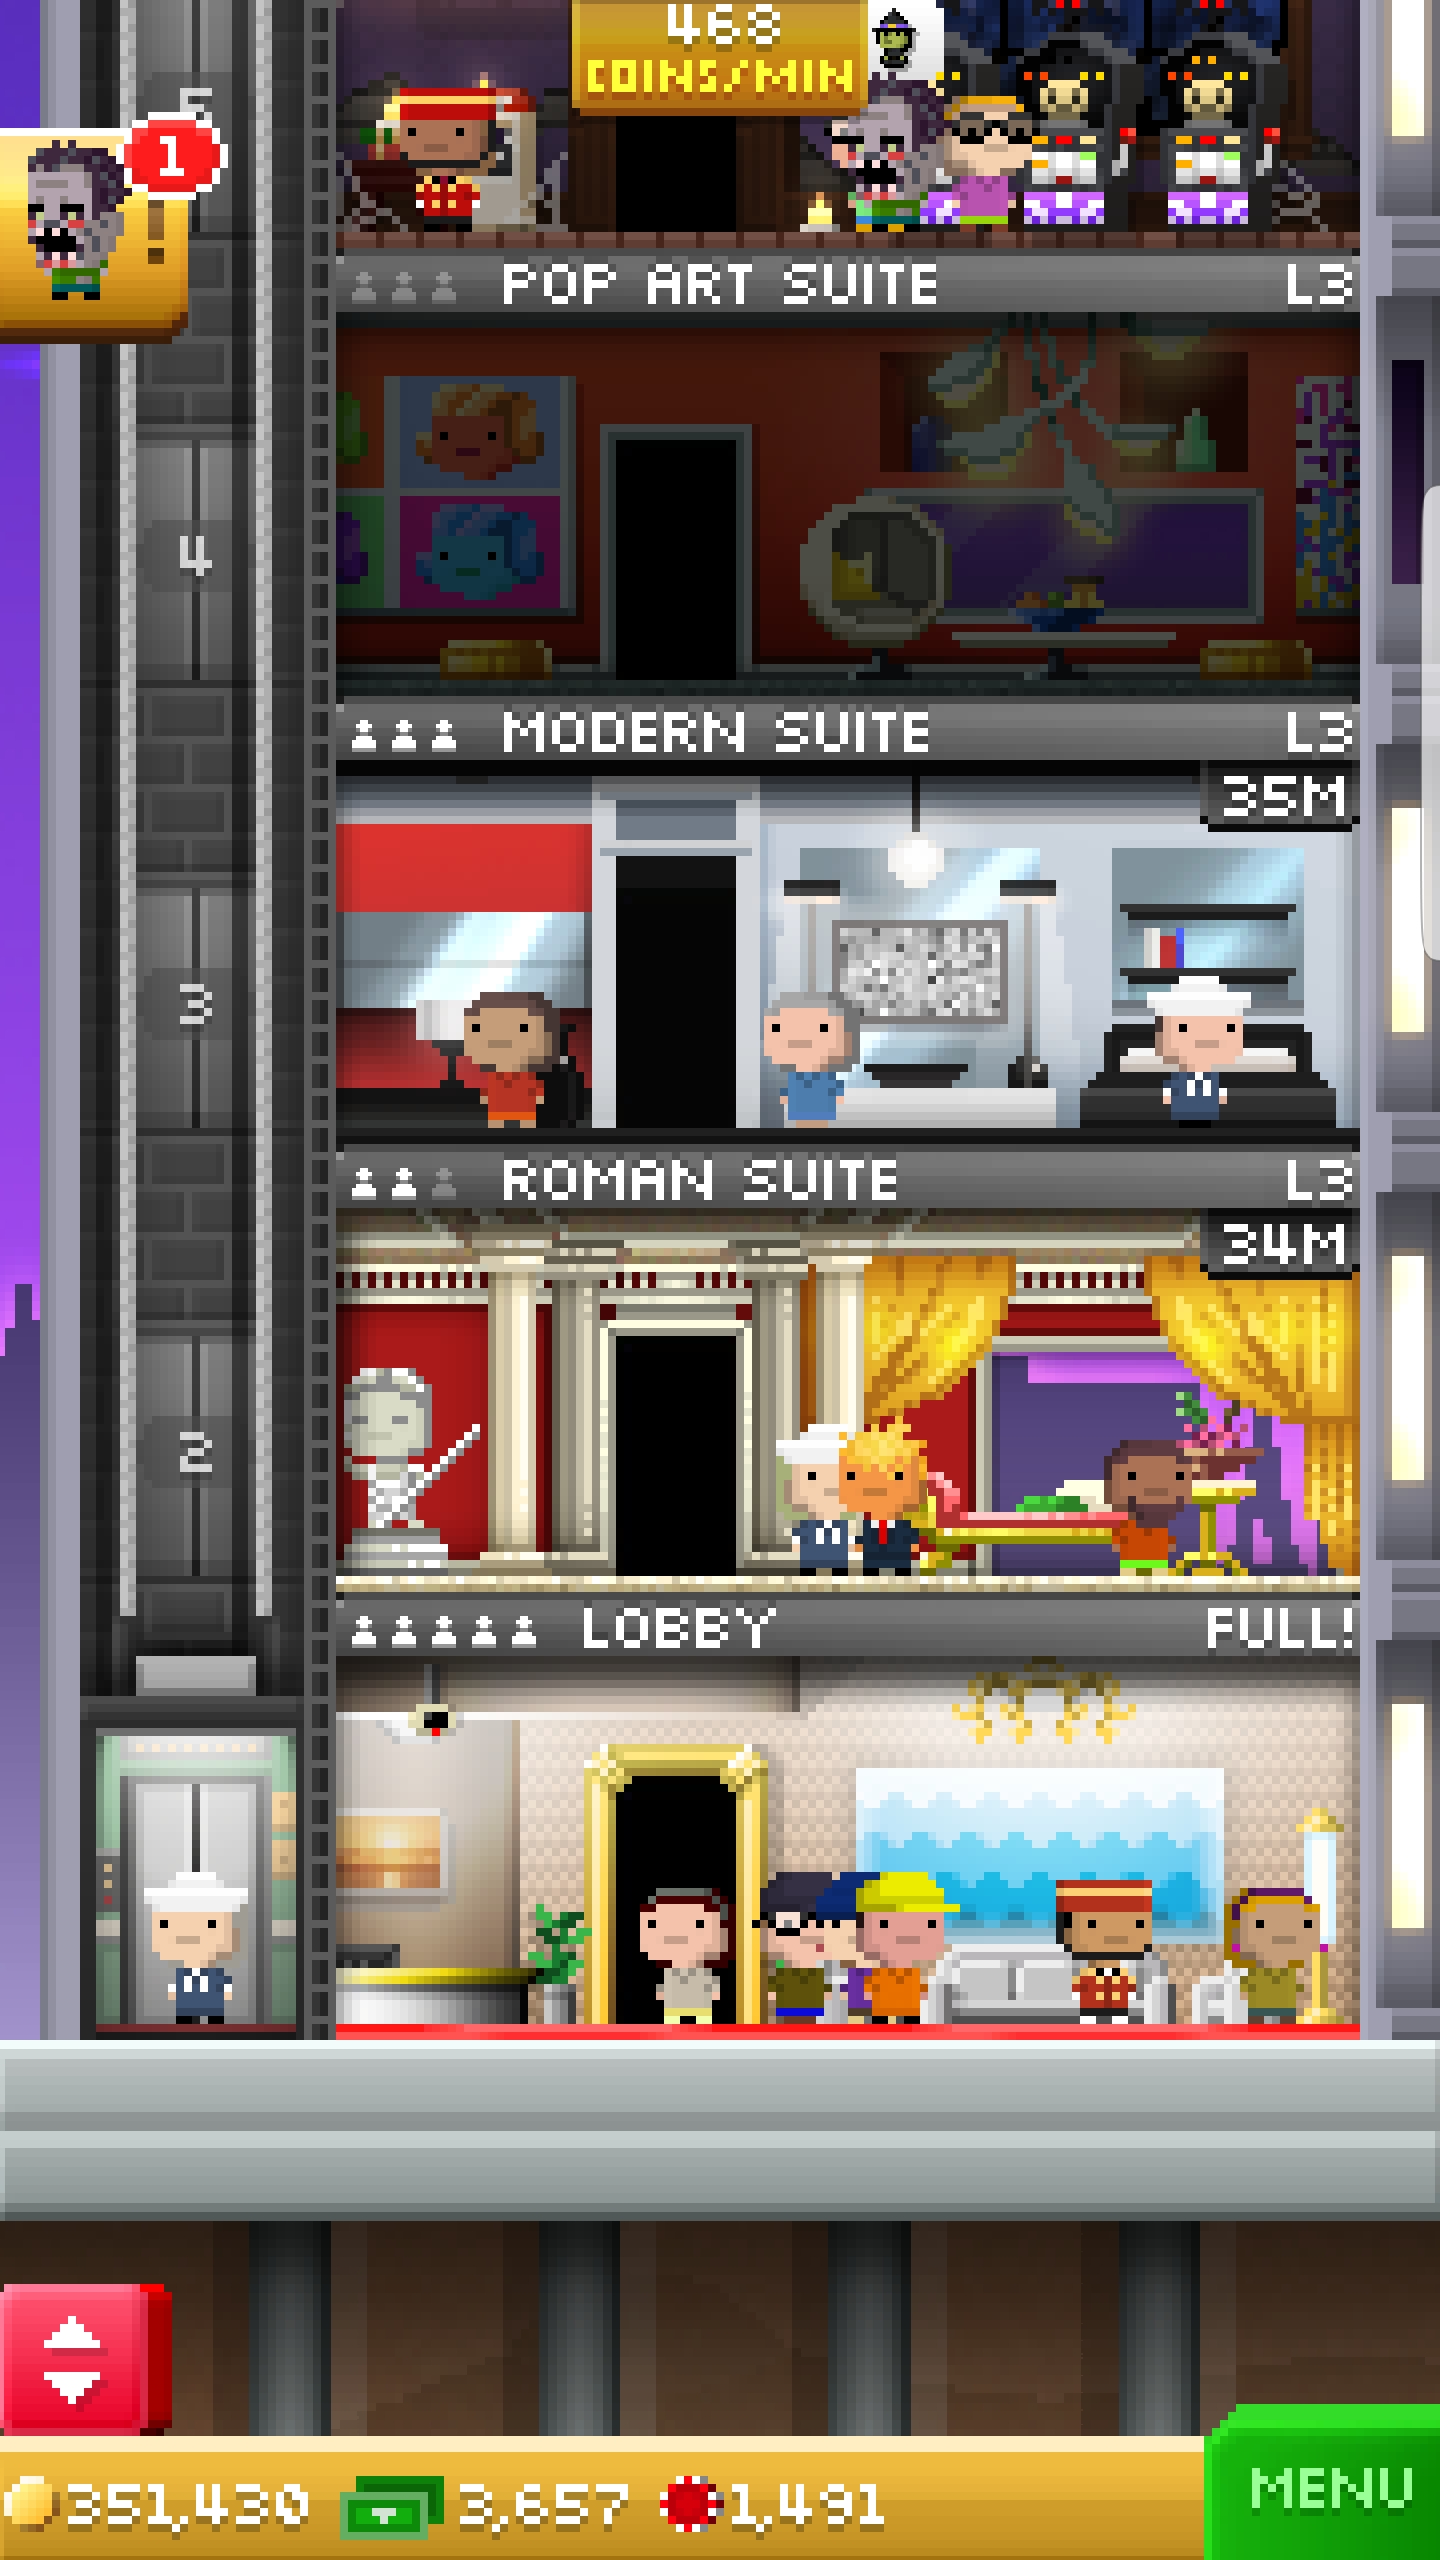 468
COINS/MIN
5
1
!
POP ART SUITE L3
4
MODERN SUITE L3
35M
3
ROMAN SUITE L3
34M
2
LOBBY FULL!
351,430 3,657 1,491
MENU